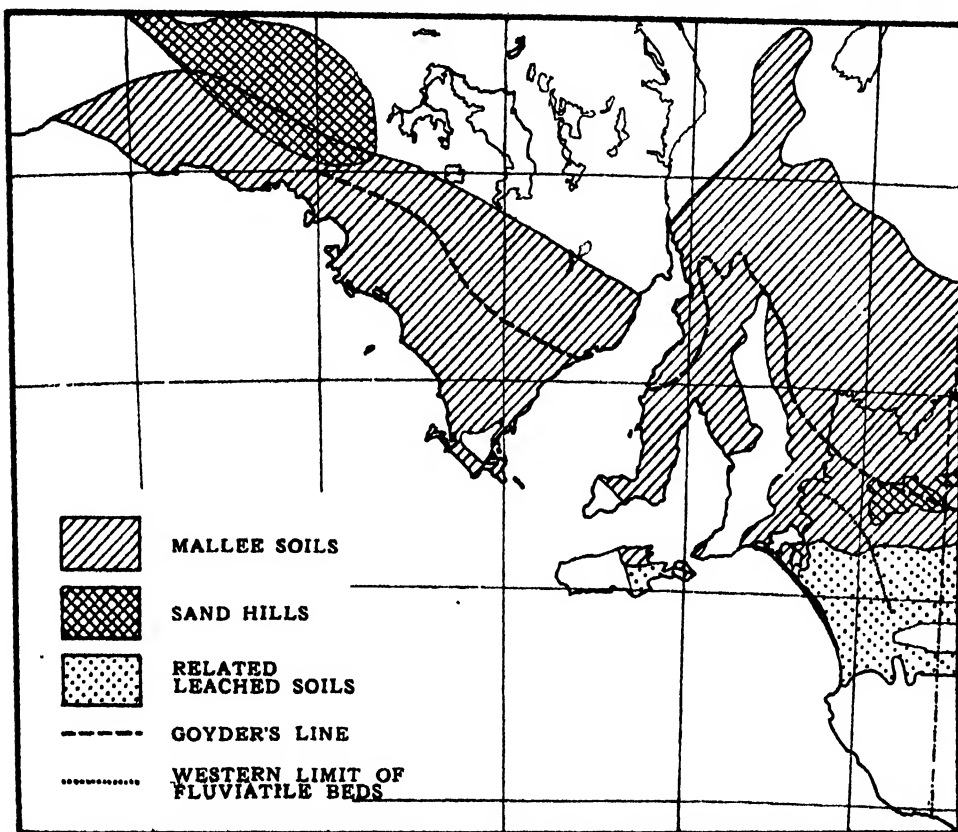 MALLEE SOILS
SAND HILLS
RELATED
LEACHED SOILS
GOYDER'S LINE
WESTERN LIMIT OF
FLUVIATILE BEDS